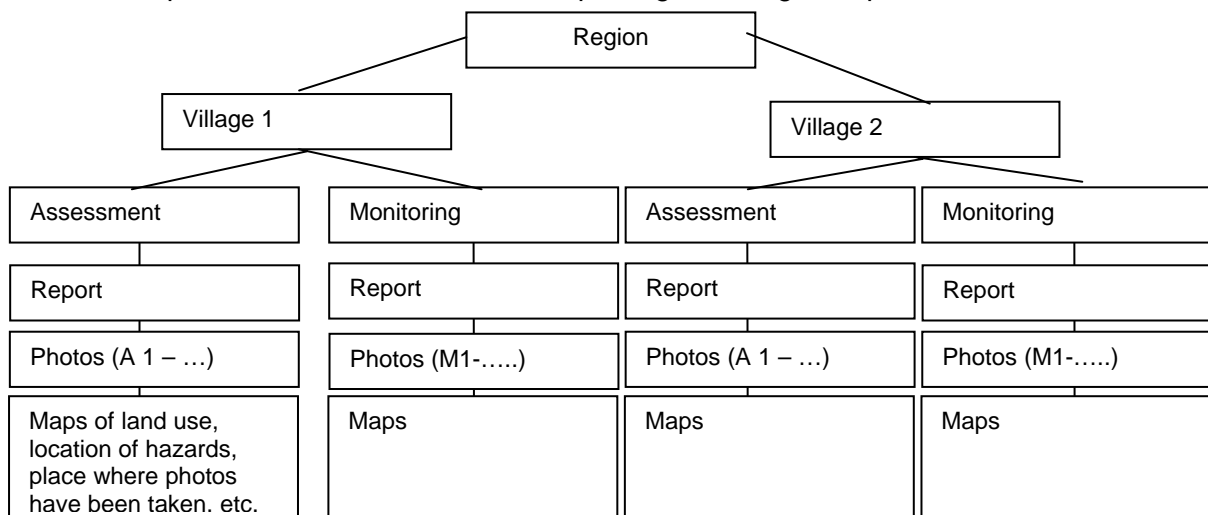 Region
Village 1
Village 2
Assessment
Monitoring
Assessment
Monitoring
Report
Report
Report
Report
Photos (A 1 – …)
Photos (M1-…..)
Photos (A 1 – …)
Photos (M1-…..)
Maps of land use,
location of hazards,
place where photos
have been taken, etc.
Maps
Maps
Maps